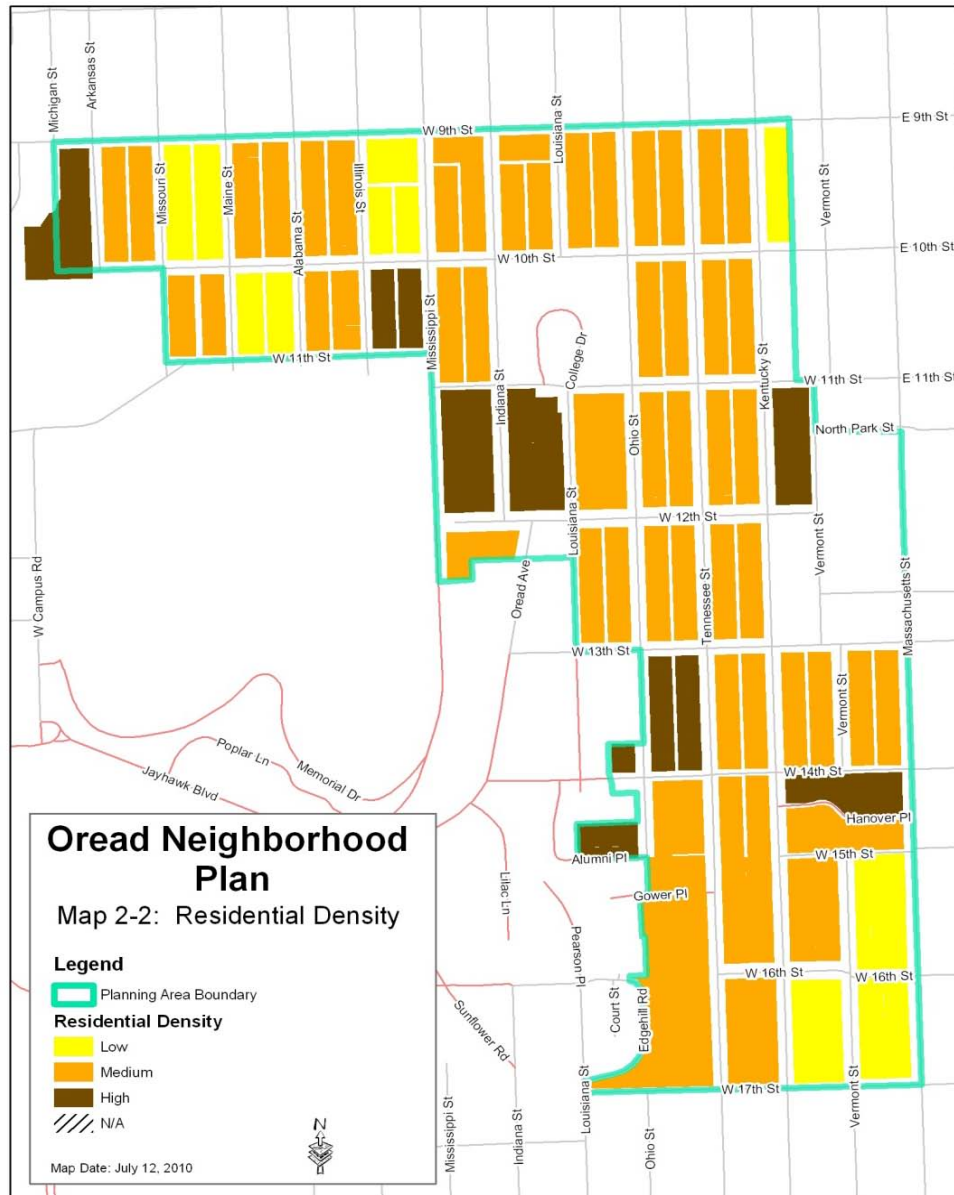 Michigan St
Arkansas St
W 9th St
E 9th St
Louisiana St
Missouri St
Maine St
Alabama St
Illinois St
Vermont St
W 10th St
E 10th St
Mississippi St
W 11th St
College Dr
Indiana St
Kentucky St
W 11th St
E 11th St
North Park St
Ohio St
Louisiana St
W 12th St
Vermont St
Oread Ave
Tennessee St
Massachusetts St
W Campus Rd
W 13th St
Vermont St
Poplar Ln
Memorial Dr
Jayhawk Blvd
W 14th St
Hanover Pl
W 15th St
Alumni Pl
Gower Pl
Lilac Ln
Pearson Pl
W 16th St
W 16th St
Court St
Edgehill Rd
Sunflower Rd
W 17th St
Mississippi St
Indiana St
Louisiana St
Ohio St
Vermont St
Oread Neighborhood
Plan
Map 2-2: Residential Density
Legend
Planning Area Boundary
Residential Density
Low
Medium
High
N/A
N
Map Date: July 12, 2010